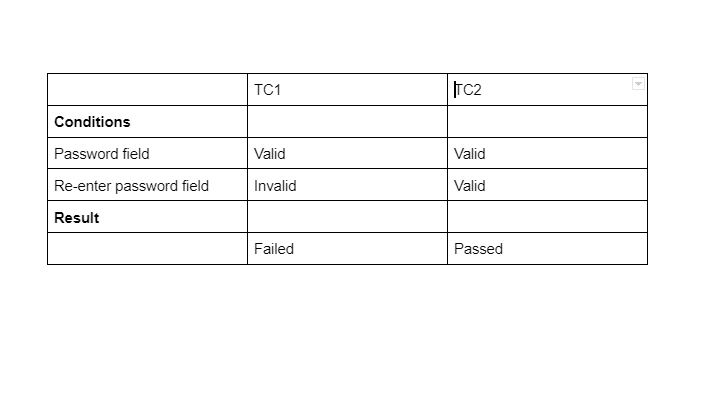 TC1 TC2
Conditions
Password field Valid Valid
Re-enter password field Invalid Valid
Result
Failed Passed